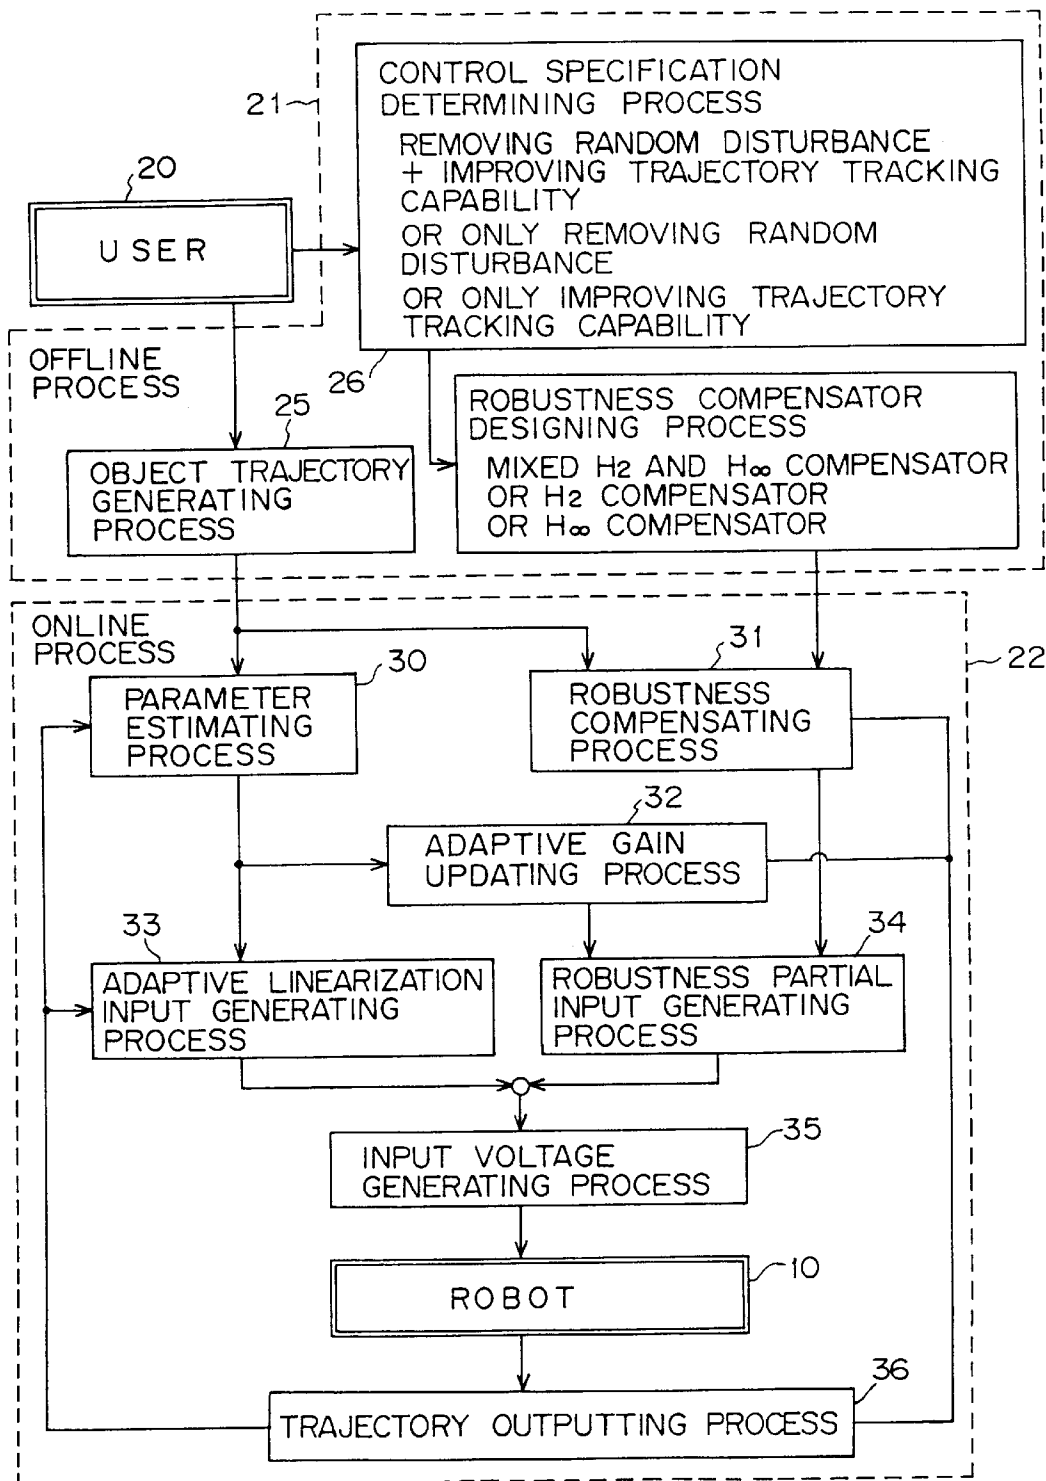 21
CONTROL SPECIFICATION
DETERMINING PROCESS
REMOVING RANDOM DISTURBANCE
+ IMPROVING TRAJECTORY TRACKING
CAPABILITY
OR ONLY REMOVING RANDOM
DISTURBANCE
OR ONLY IMPROVING TRAJECTORY
TRACKING CAPABILITY
20
USER
OFFLINE
PROCESS
26
25
OBJECT TRAJECTORY
GENERATING
PROCESS
ROBUSTNESS COMPENSATOR
DESIGNING PROCESS
MIXED H2 AND H∞ COMPENSATOR
OR H2 COMPENSATOR
OR H∞ COMPENSATOR
ONLINE
PROCESS
22
30
PARAMETER
ESTIMATING
PROCESS
31
ROBUSTNESS
COMPENSATING
PROCESS
32
ADAPTIVE GAIN
UPDATING PROCESS
33
ADAPTIVE LINEARIZATION
INPUT GENERATING
PROCESS
34
ROBUSTNESS PARTIAL
INPUT GENERATING
PROCESS
35
INPUT VOLTAGE
GENERATING PROCESS
10
ROBOT
36
TRAJECTORY OUTPUTTING PROCESS